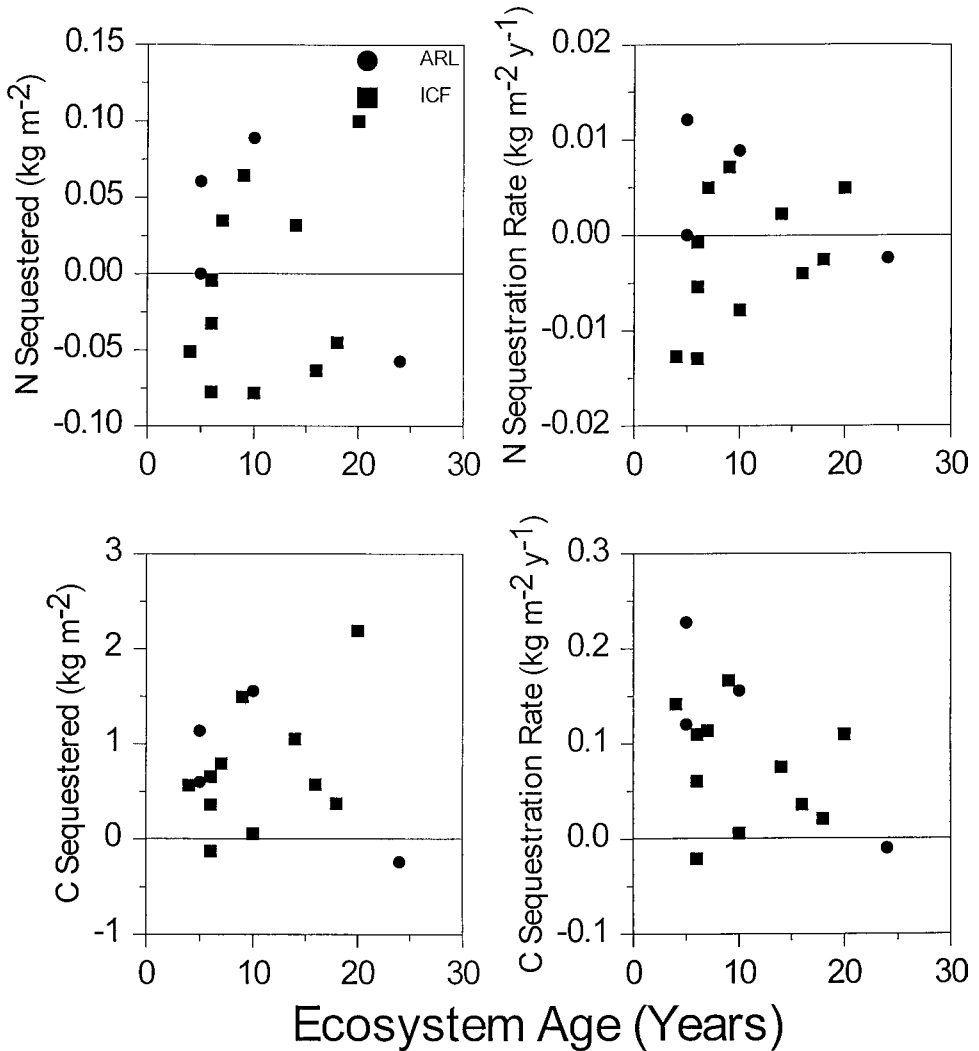 N Sequestered (kg m-2)
0.15
0.10
0.05
0.00
-0.05
-0.10
0 10 20 30
ARL
ICF
N Sequestration Rate (kg m-2 y-1)
0.02
0.01
0.00
-0.01
-0.02
0 10 20 30
C Sequestered (kg m-2)
3
2
1
0
-1
0 10 20 30
C Sequestration Rate (kg m-2 y-1)
0.3
0.2
0.1
0.0
-0.1
0 10 20 30
Ecosystem Age (Years)